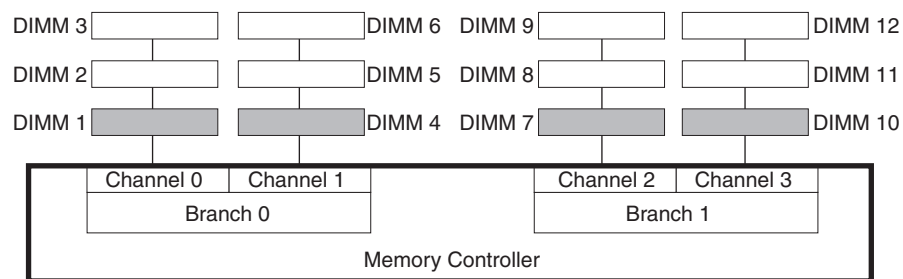 DIMM 3 DIMM 6 DIMM 9 DIMM 12
DIMM 2 DIMM 5 DIMM 8 DIMM 11
DIMM 1 DIMM 4 DIMM 7 DIMM 10
Channel 0 Channel 1 Channel 2 Channel 3
Branch 0 Branch 1
Memory Controller